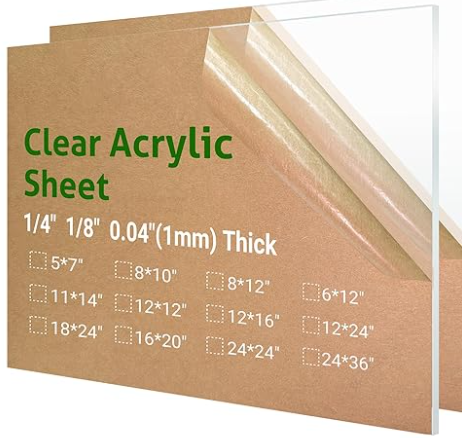 Clear Acrylic
Sheet
1/4" 1/8" 0.04"(1mm) Thick
5*7" 8*10" 8*12" 6*12"
11*14" 12*12" 12*16" 12*24"
18*24" 16*20" 24*24" 24*36"